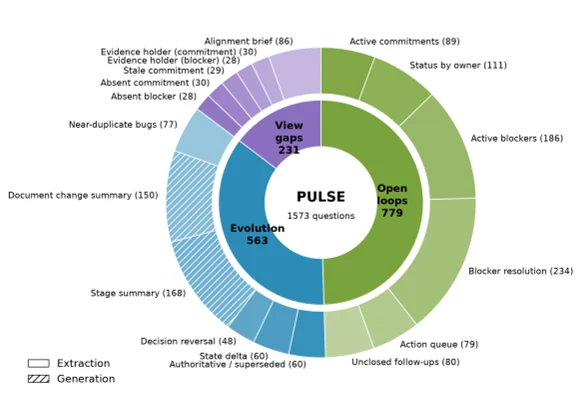 Alignment brief (86)
Evidence holder (commitment) (30)
Evidence holder (blocker) (28)
Stale commitment (29)
Absent commitment (30)
Absent blocker (28)
Near-duplicate bugs (77)
Document change summary (150)
Stage summary (168)
Decision reversal (48)
State delta (60)
Authoritative / superseded (60)
Active commitments (89)
Status by owner (111)
Active blockers (186)
Blocker resolution (234)
Action queue (79)
Unclosed follow-ups (80)
View
gaps
231
Open
loops
779
Evolution
563
PULSE
1573 questions
Extraction
Generation